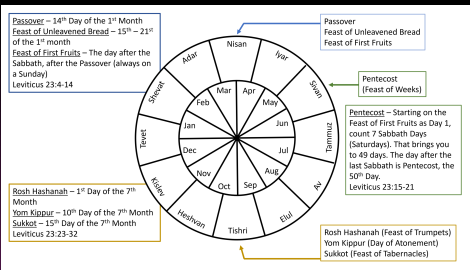 Passover – 14th Day of the 1st Month
Feast of Unleavened Bread – 15th – 21st
of the 1st month
Feast of First Fruits – The day after the
Sabbath, after the Passover (always on
a Sunday)
Leviticus 23:4-14
Passover
Feast of Unleavened Bread
Feast of First Fruits
Pentecost
(Feast of Weeks)
Pentecost – Starting on the
Feast of First Fruits as Day 1,
count 7 Sabbath Days
(Saturdays). That brings you
to 49 days. The day after the
last Sabbath is Pentecost, the
50th Day.
Leviticus 23:15-21
Nisan
Iyar
Sivan
Tammuz
Av
Elul
Tishri
Heshvan
Kislev
Tevet
Shevat
Adar
Apr
May
Jun
Jul
Aug
Sep
Oct
Nov
Dec
Jan
Feb
Mar
Rosh Hashanah – 1st Day of the 7th
Month
Yom Kippur – 10th Day of the 7th Month
Sukkot – 15th Day of the 7th Month
Leviticus 23:23-32
Rosh Hashanah (Feast of Trumpets)
Yom Kippur (Day of Atonement)
Sukkot (Feast of Tabernacles)